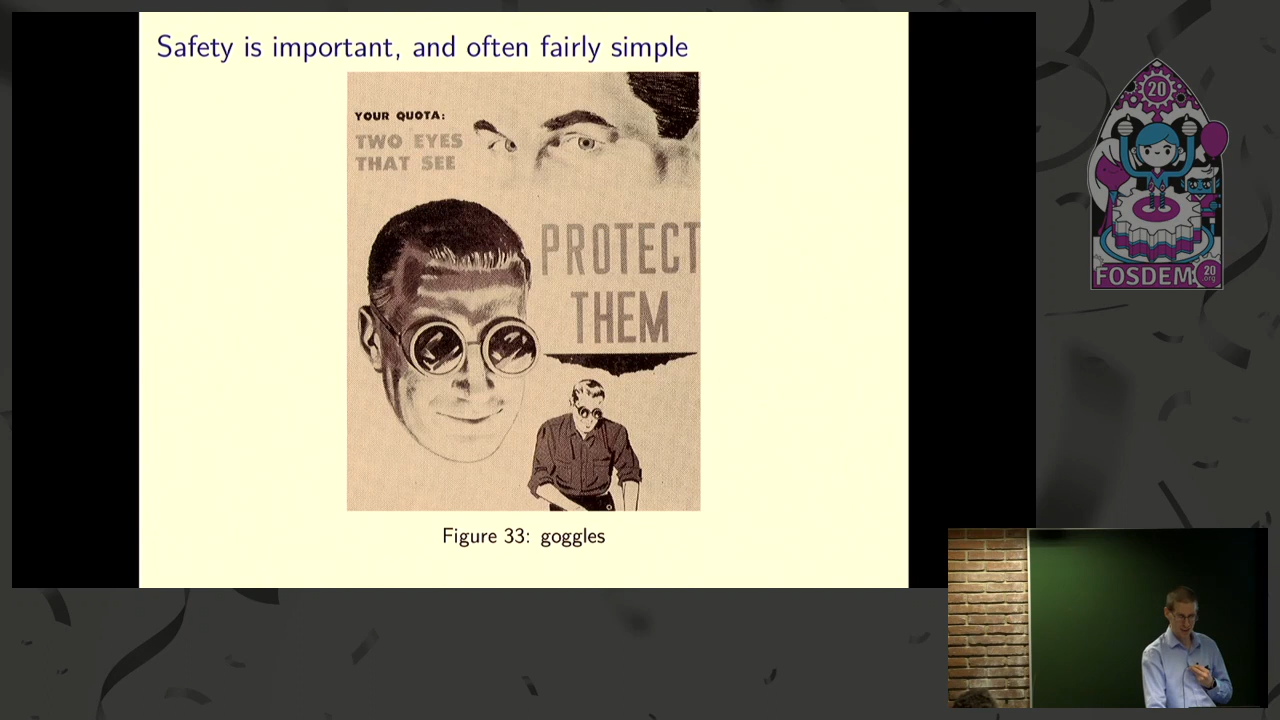 Safety is important, and often fairly simple
YOUR QUOTA:
TWO EYES
THAT SEE
PROTECT
THEM
Figure 33: goggles
20
FOSDEM
20
org